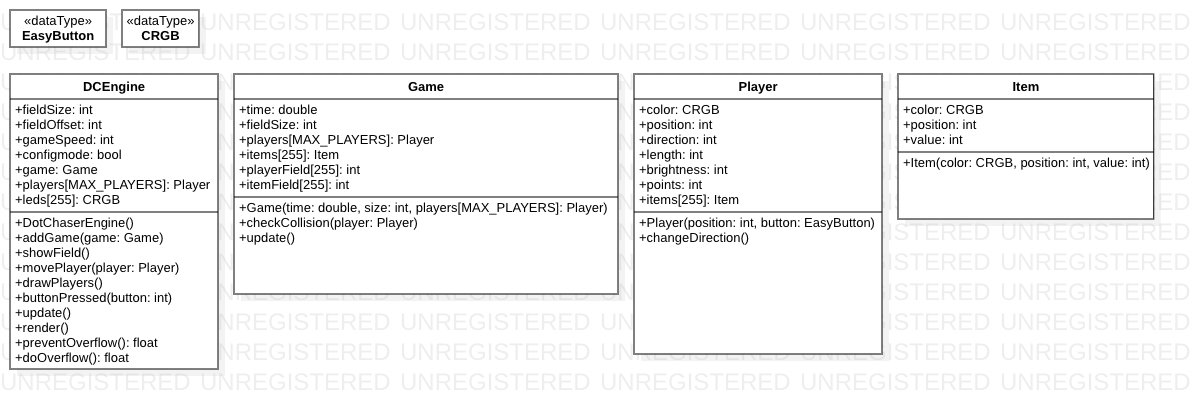 «dataType»
EasyButton
«dataType»
CRGB
DCEngine
+fieldSize: int
+fieldOffset: int
+gameSpeed: int
+configmode: bool
+game: Game
+players[MAX_PLAYERS]: Player
+leds[255]: CRGB
+DotChaserEngine()
+addGame(game: Game)
+showField()
+movePlayer(player: Player)
+drawPlayers()
+buttonPressed(button: int)
+update()
+render()
+preventOverflow(): float
+doOverflow(): float
Game
+time: double
+fieldSize: int
+players[MAX_PLAYERS]: Player
+items[255]: Item
+playerField[255]: int
+itemField[255]: int
+Game(time: double, size: int, players[MAX_PLAYERS]: Player)
+checkCollision(player: Player)
+update()
Player
+color: CRGB
+position: int
+direction: int
+length: int
+brightness: int
+points: int
+items[255]: Item
+Player(position: int, button: EasyButton)
+changeDirection()
Item
+color: CRGB
+position: int
+value: int
+Item(color: CRGB, position: int, value: int)
UNREGISTERED UNREGISTERED UNREGISTERED UNREGISTERED UNREGISTERED UNREGISTERED